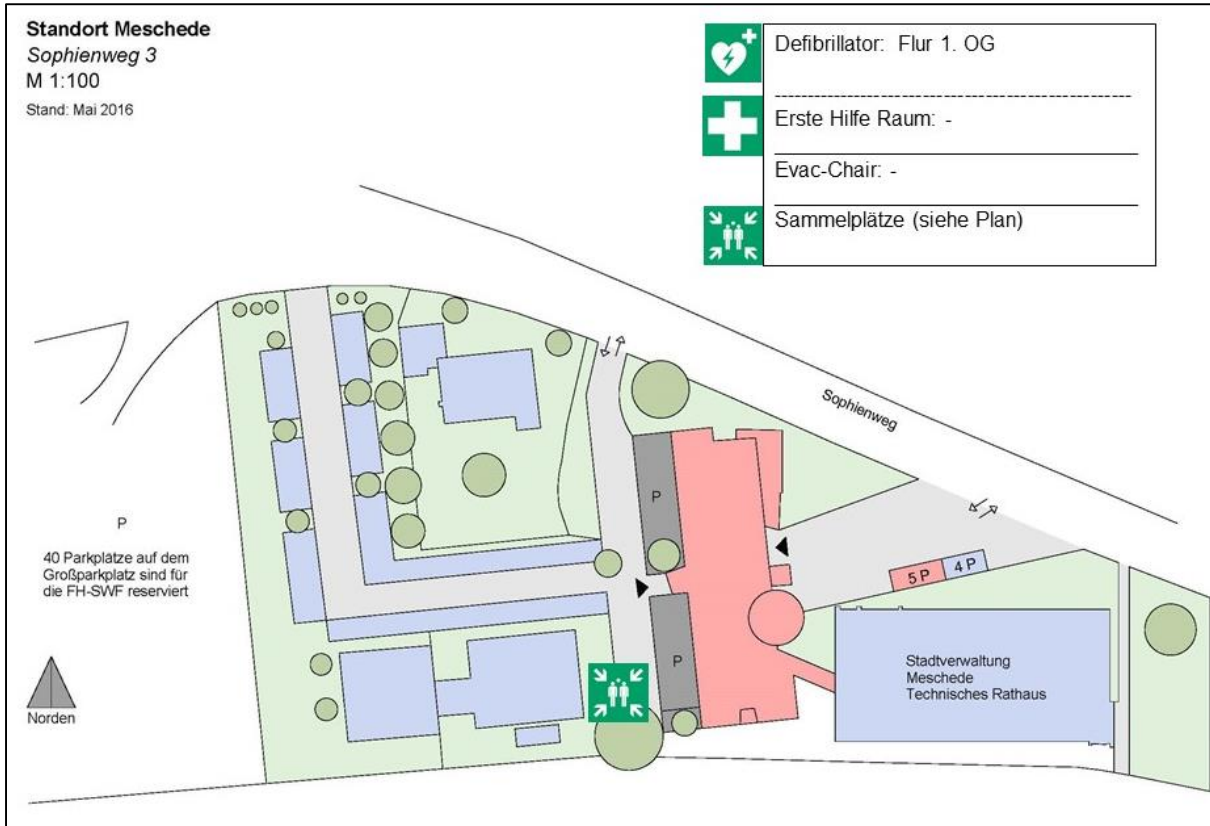 Standort Meschede
Sophienweg 3
M 1:100
Stand: Mai 2016
Defibrillator: Flur 1. OG
Erste Hilfe Raum: -
Evac-Chair: -
Sammelplätze (siehe Plan)
Sophienweg
P
P
40 Parkplätze auf dem
Großparkplatz sind für
die FH-SWF reserviert
5 P
4 P
P
Stadtverwaltung
Meschede
Technisches Rathaus
Norden